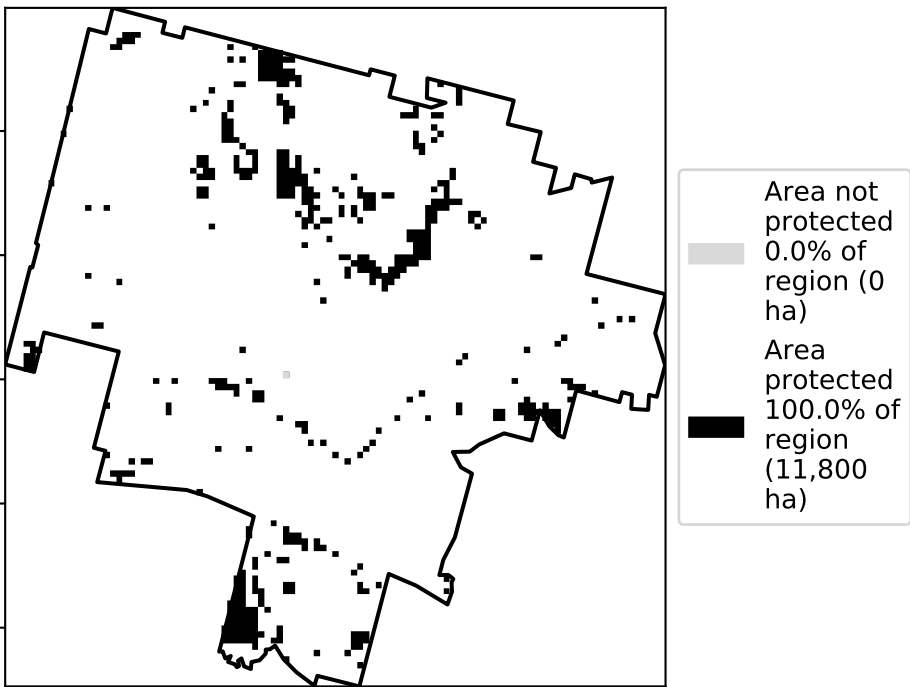 Area not
protected
0.0% of
region (0
ha)
Area
protected
100.0% of
region
(11,800
ha)